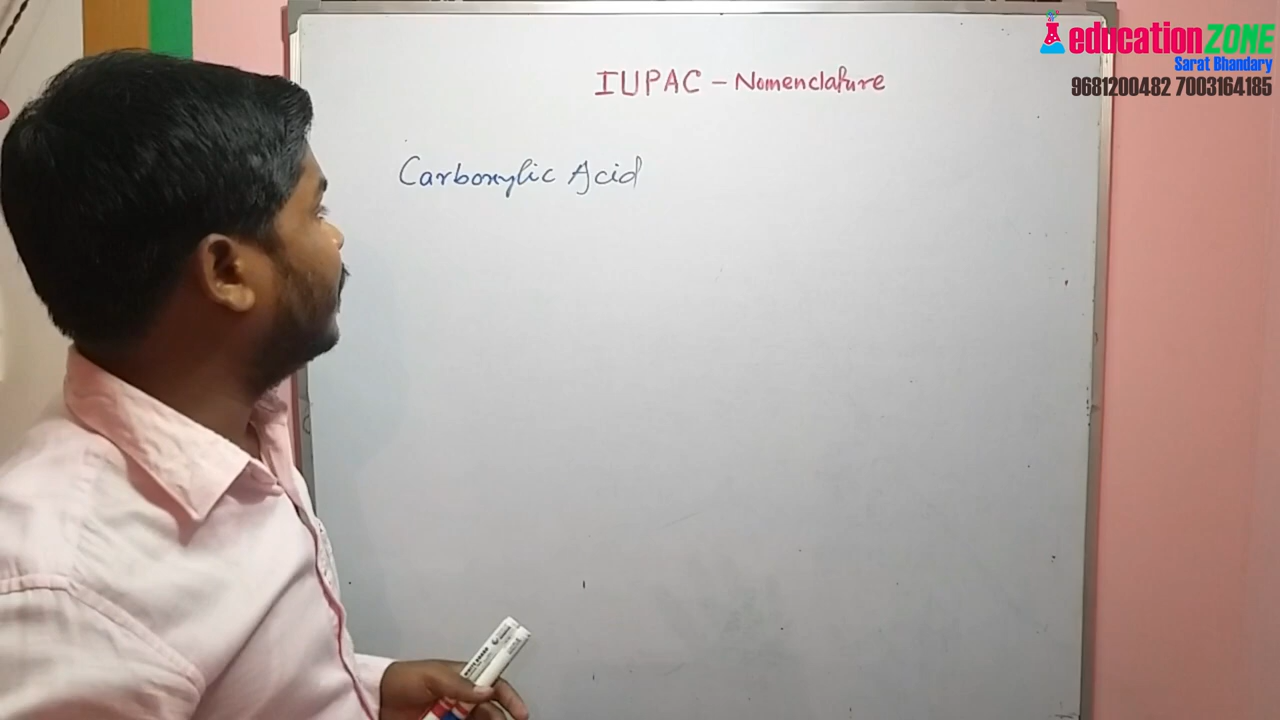 educationZONE
Sarat Bhandary
9681200482 7003164185
IUPAC - Nomenclature
Carboxylic Acid